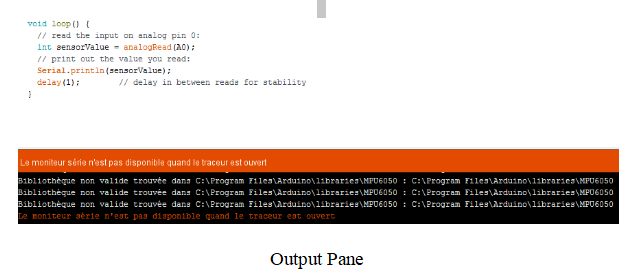 void loop() {
// read the input on analog pin 0:
int sensorValue = analogRead(A0);
// print out the value you read:
Serial.println(sensorValue);
delay(1); // delay in between reads for stability
}
Le moniteur série n'est pas disponible quand le traceur est ouvert
Bibliothèque non valide trouvée dans C:\Program Files\Arduino\libraries\MPU6050 : C:\Program Files\Arduino\libraries\MPU6050
Bibliothèque non valide trouvée dans C:\Program Files\Arduino\libraries\MPU6050 : C:\Program Files\Arduino\libraries\MPU6050
Bibliothèque non valide trouvée dans C:\Program Files\Arduino\libraries\MPU6050 : C:\Program Files\Arduino\libraries\MPU6050
Le moniteur série n'est pas disponible quand le traceur est ouvert
Output Pane